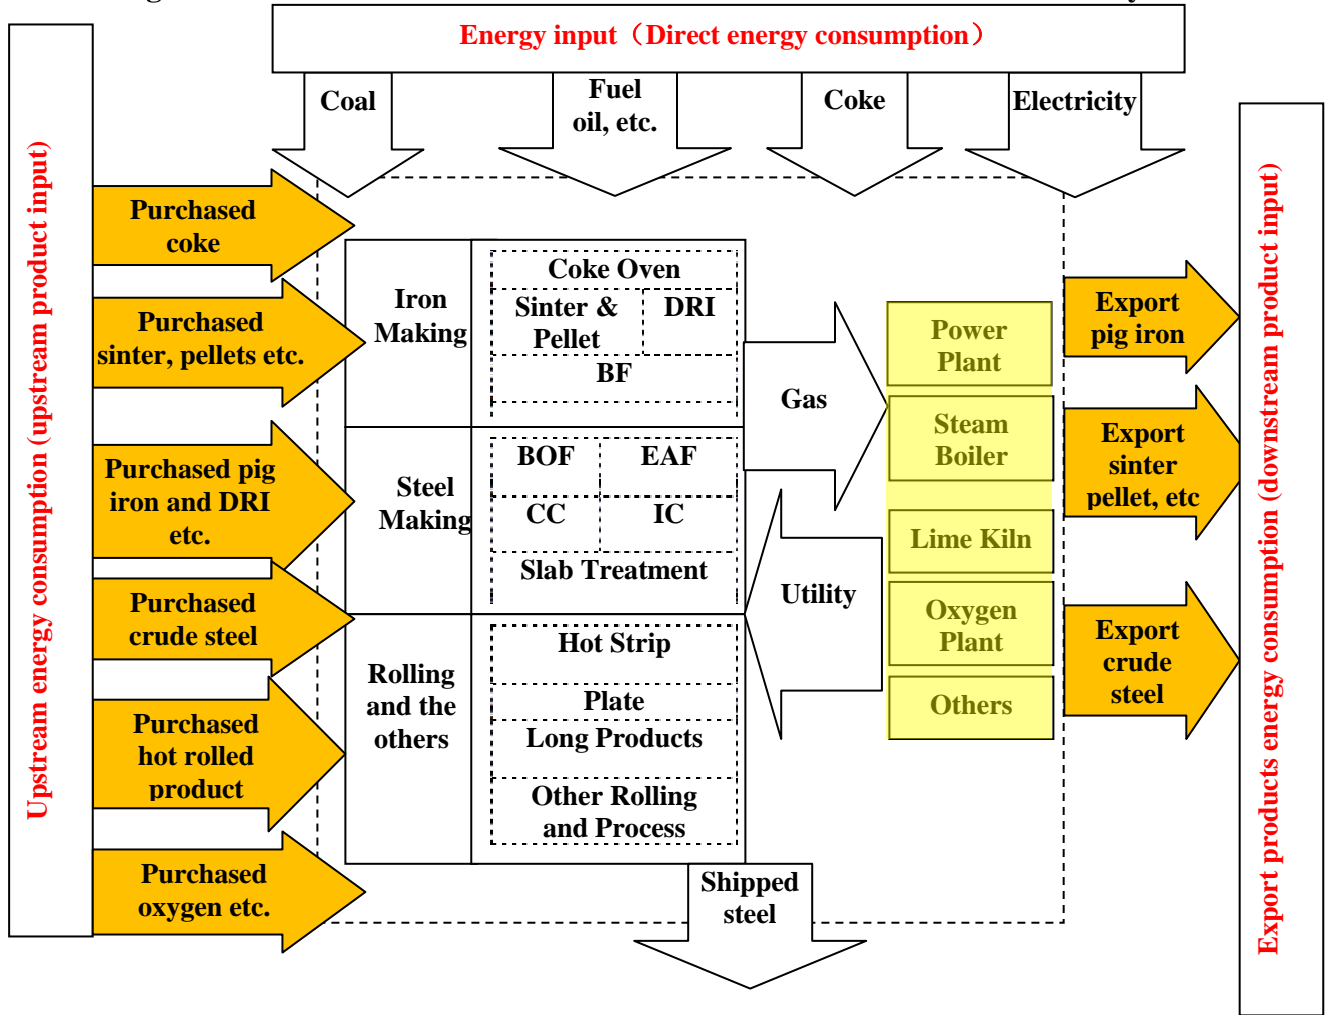 Energy input（Direct energy consumption）
Coal
Fuel
oil, etc.
Coke
Electricity
Upstream energy consumption (upstream product input)
Purchased
coke
Purchased
sinter, pellets etc.
Purchased pig
iron and DRI
etc.
Purchased
crude steel
Purchased
hot rolled
product
Purchased
oxygen etc.
Iron
Making
Coke Oven
Sinter &
Pellet
DRI
BF
Steel
Making
BOF
EAF
CC
IC
Slab Treatment
Rolling
and the
others
Hot Strip
Plate
Long Products
Other Rolling
and Process
Gas
Utility
Power
Plant
Steam
Boiler
Lime Kiln
Oxygen
Plant
Others
Export
pig iron
Export
sinter
pellet, etc
Export
crude
steel
Shipped
steel
Export products energy consumption (downstream product input)